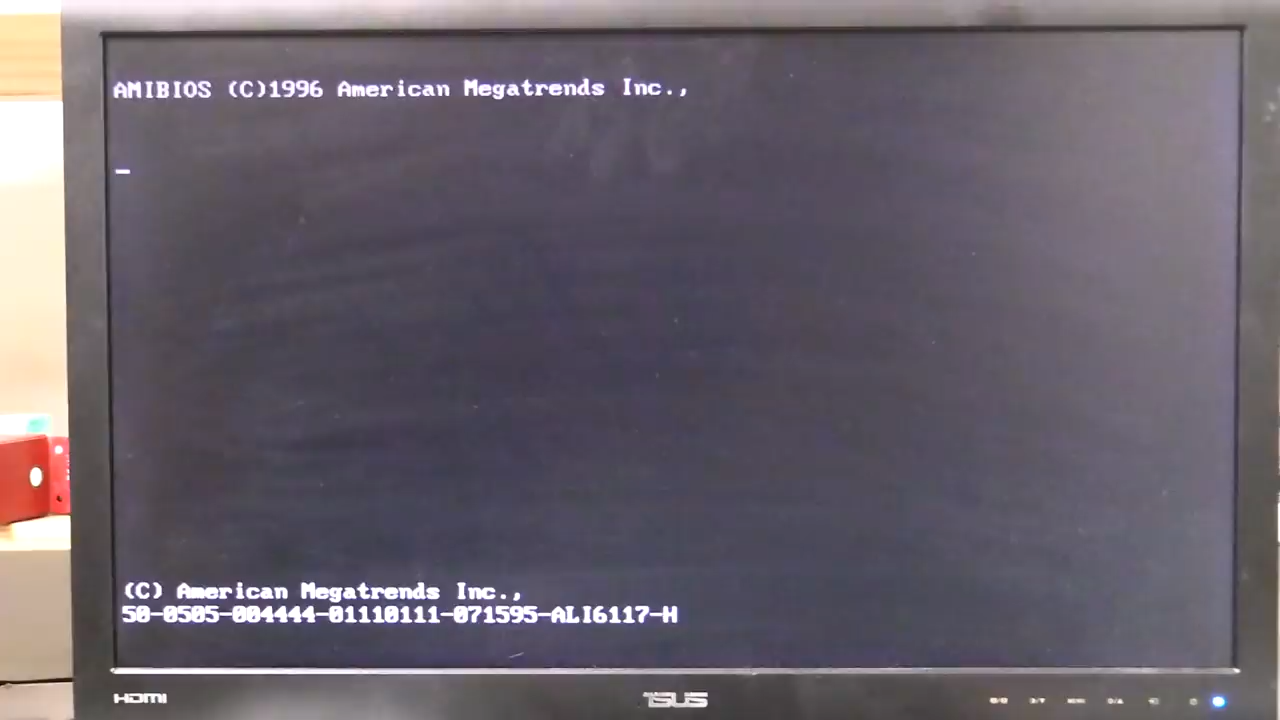 AMIBIOS (C)1996 American Megatrends Inc.,
(C) American Megatrends Inc.,
50-0505-004444-01110111-071595-ALI6117-H
HDMI
ASUS